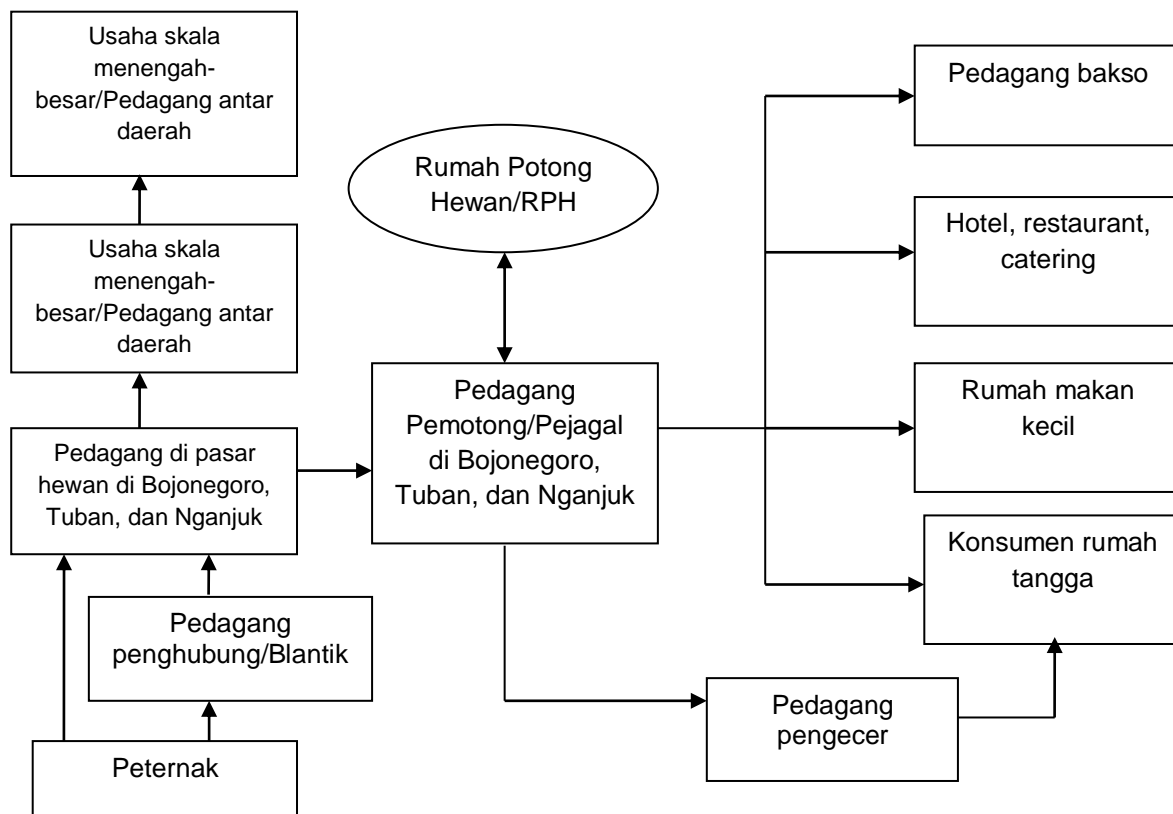 Usaha skala
menengah-
besar/Pedagang antar
daerah
Usaha skala
menengah-
besar/Pedagang antar
daerah
Pedagang di pasar
hewan di Bojonegoro,
Tuban, dan Nganjuk
Pedagang
penghubung/Blantik
Peternak
Rumah Potong
Hewan/RPH
Pedagang
Pemotong/Pejagal
di Bojonegoro,
Tuban, dan Nganjuk
Pedagang bakso
Hotel, restaurant,
catering
Rumah makan
kecil
Konsumen rumah
tangga
Pedagang
pengecer